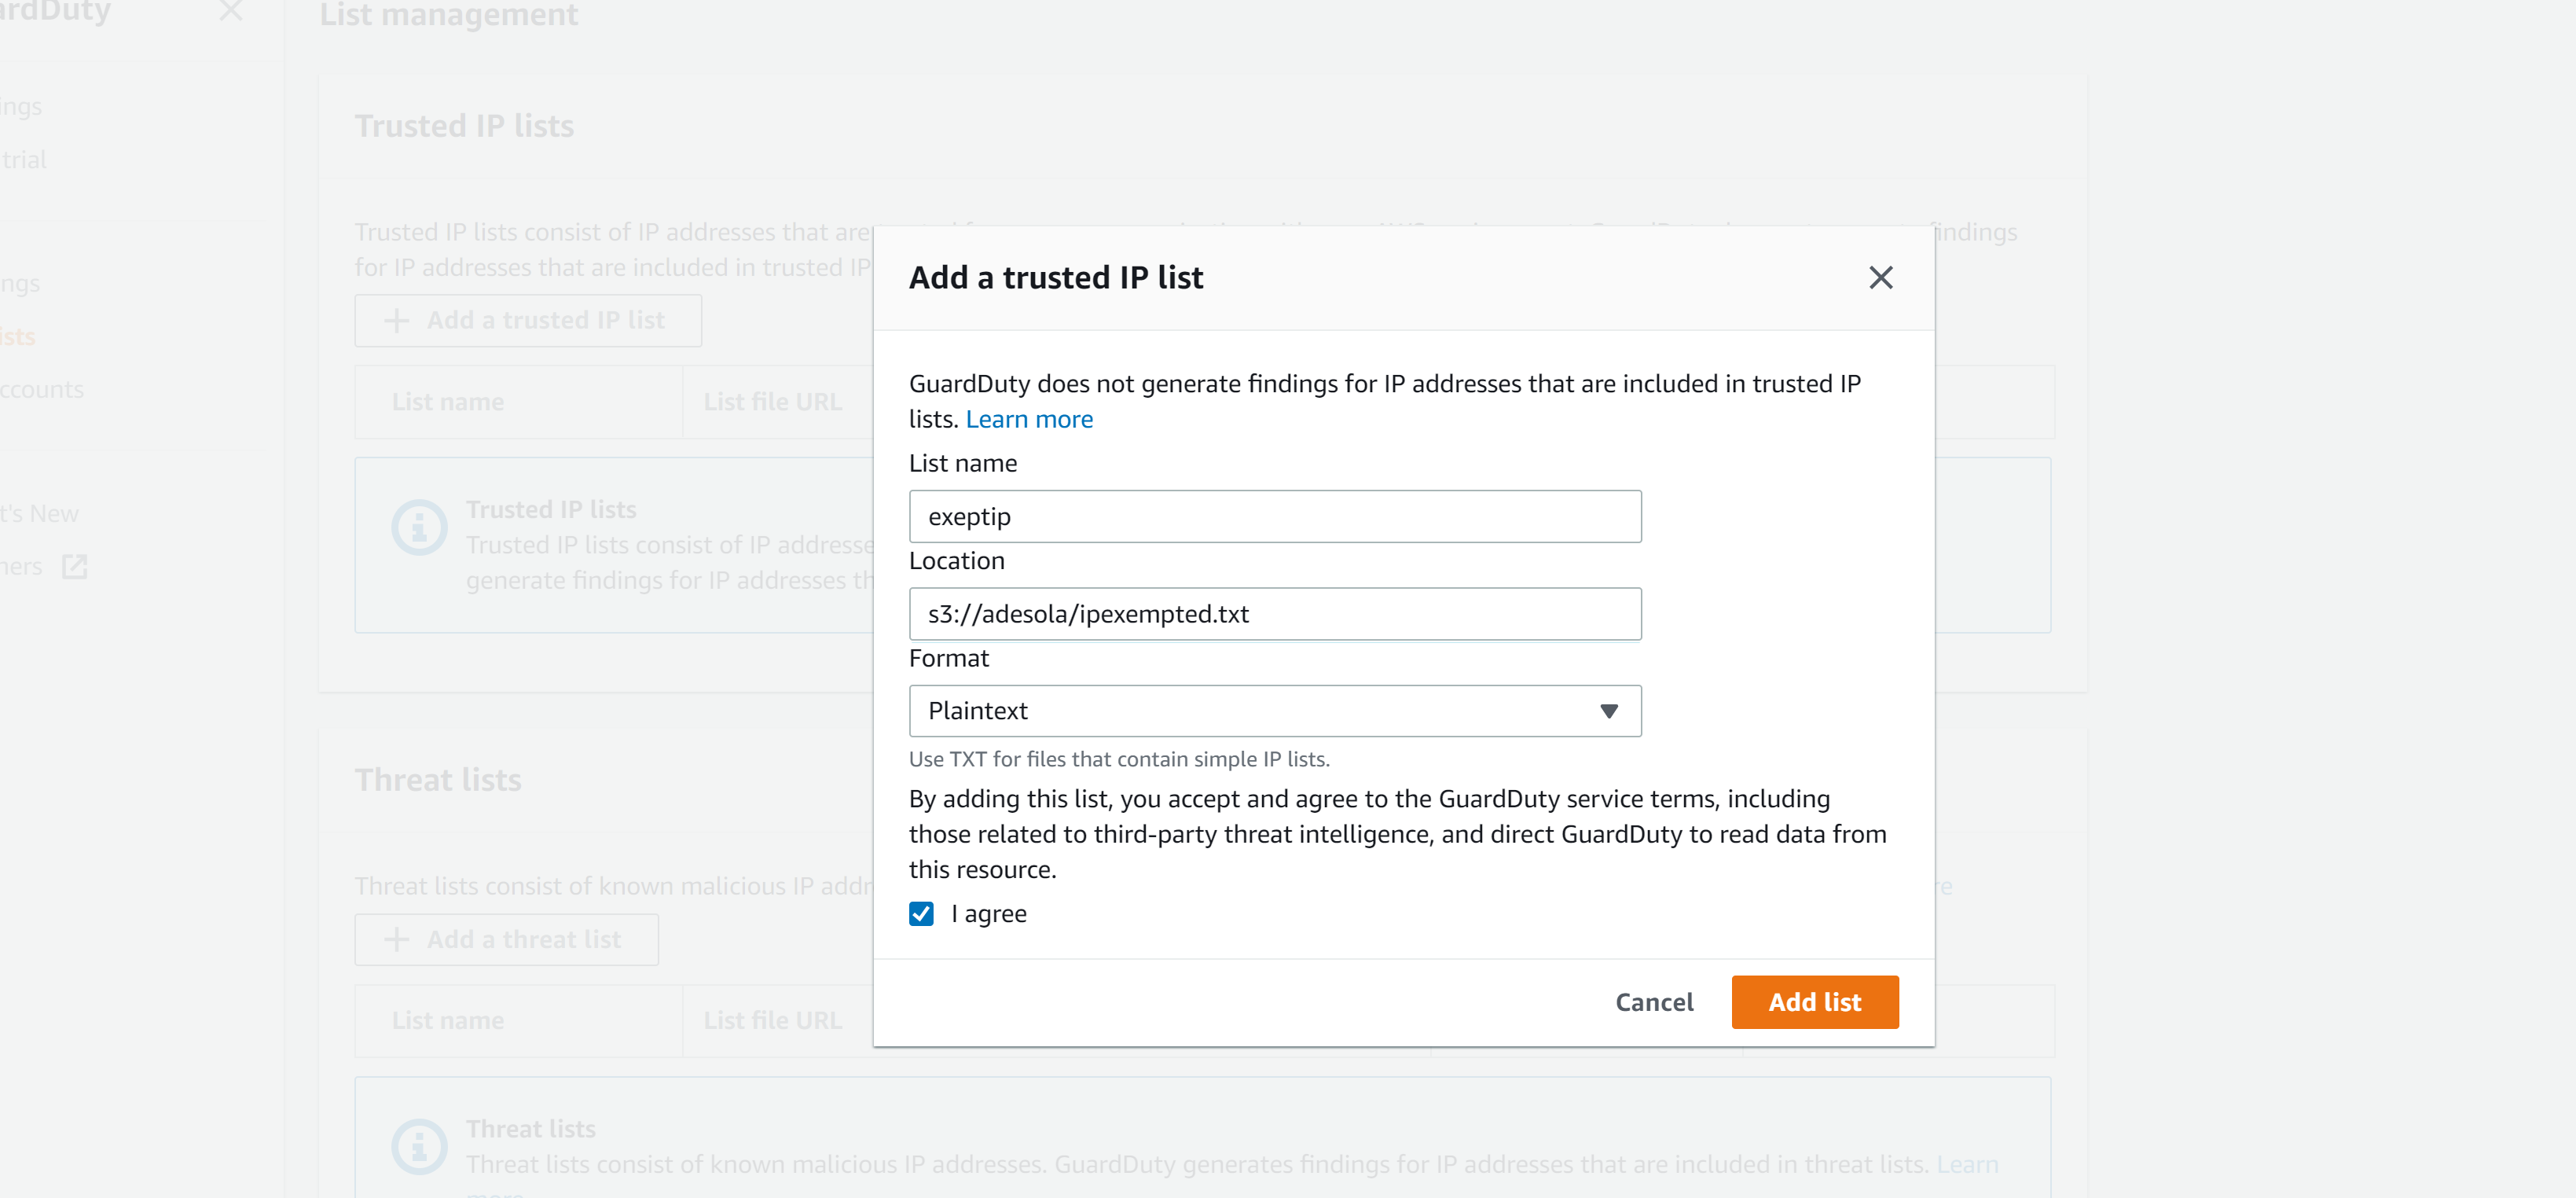 ardDuty
List management
ings
trial
ngs
ists
ccounts
t's New
ners
Trusted IP lists
Trusted IP lists consist of IP addresses that are findings
for IP addresses that are included in trusted IP
Add a trusted IP list
List name List file URL
Trusted IP lists
Trusted IP lists consist of IP addresse
generate findings for IP addresses th
Add a trusted IP list
GuardDuty does not generate findings for IP addresses that are included in trusted IP
lists. Learn more
List name
exeptip
Location
s3://adesola/ipexempted.txt
Format
Plaintext
Use TXT for files that contain simple IP lists.
By adding this list, you accept and agree to the GuardDuty service terms, including
those related to third-party threat intelligence, and direct GuardDuty to read data from
this resource.
I agree
Cancel Add list
Threat lists
Threat lists consist of known malicious IP addr re
Add a threat list
List name List file URL
Threat lists
Threat lists consist of known malicious IP addresses. GuardDuty generates findings for IP addresses that are included in threat lists. Learn